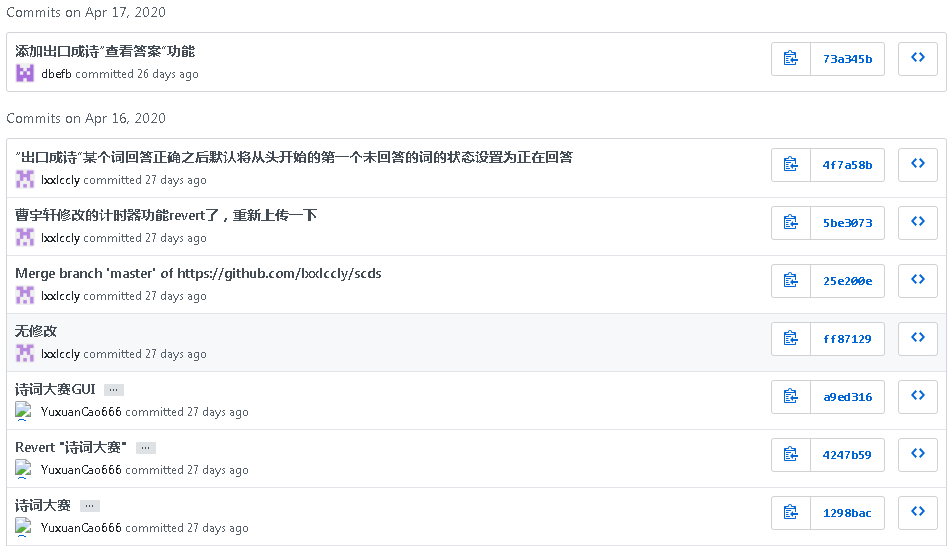 Commits on Apr 17, 2020
添加出口成诗"查看答案"功能
dbefb committed 26 days ago
73a345b
Commits on Apr 16, 2020
"出口成诗"某个词回答正确之后默认将从头开始的第一个未回答的词的状态设置为正在回答
lxxlccly committed 27 days ago
4f7a58b
曹宇轩修改的计时器功能revert了，重新上传一下
lxxlccly committed 27 days ago
5be3073
Merge branch 'master' of https://github.com/lxxlccly/scds
lxxlccly committed 27 days ago
25e200e
无修改
lxxlccly committed 27 days ago
ff87129
诗词大赛GUI ...
YuxuanCao666 committed 27 days ago
a9ed316
Revert "诗词大赛" ...
YuxuanCao666 committed 27 days ago
4247b59
诗词大赛 ...
YuxuanCao666 committed 27 days ago
1298bac